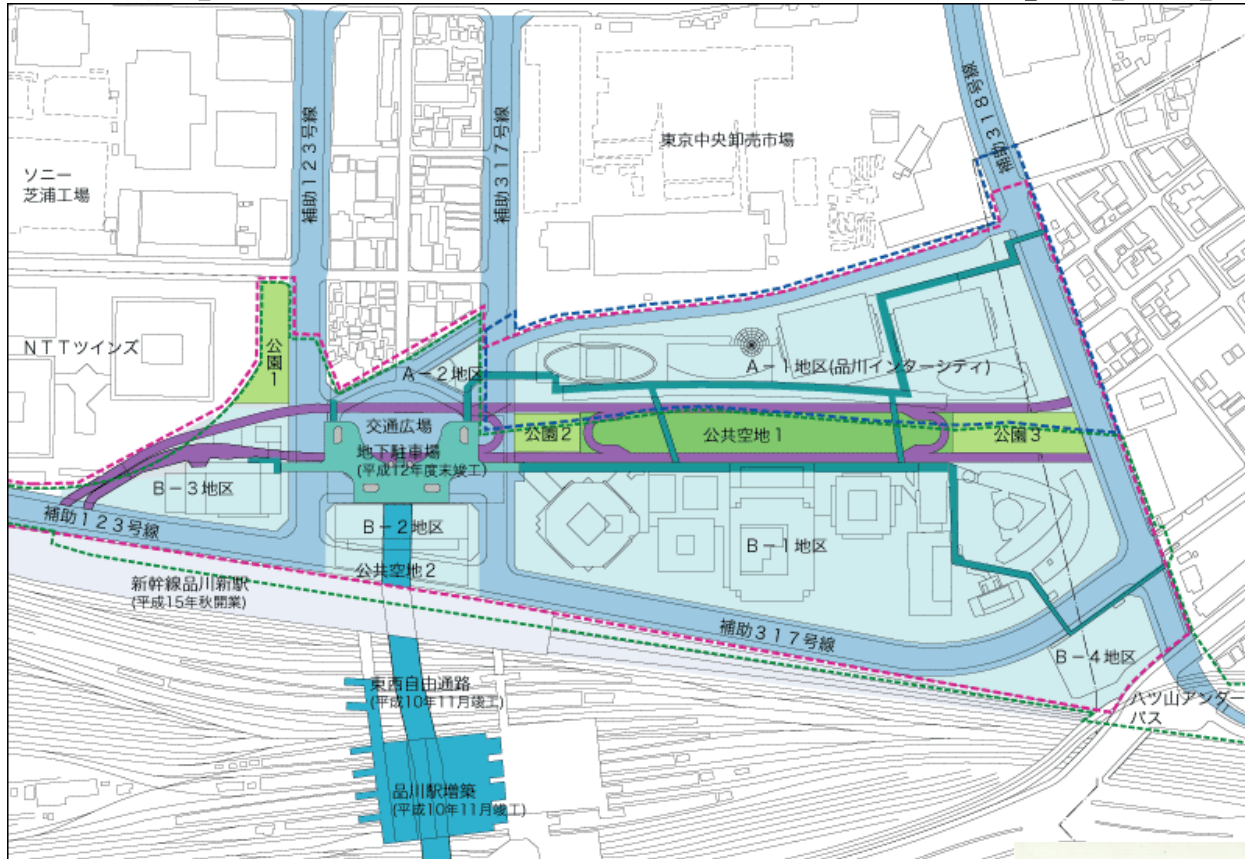 補助318号線
補助123号線
補助317号線
東京中央卸売市場
ソニー
芝浦工場
NTTツインズ
公園1
A-2地区
A-1地区(品川インターシティ)
交通広場
公園2
公共空地1
公園3
地下駐車場
(平成12年度末竣工)
B-3地区
補助123号線
B-2地区
B-1地区
公共空地2
新幹線品川新駅
(平成15年秋開業)
補助317号線
B-4地区
東西自由通路
(平成10年11月竣工)
八ツ山アンダー
パス
品川駅増築
(平成10年11月竣工)